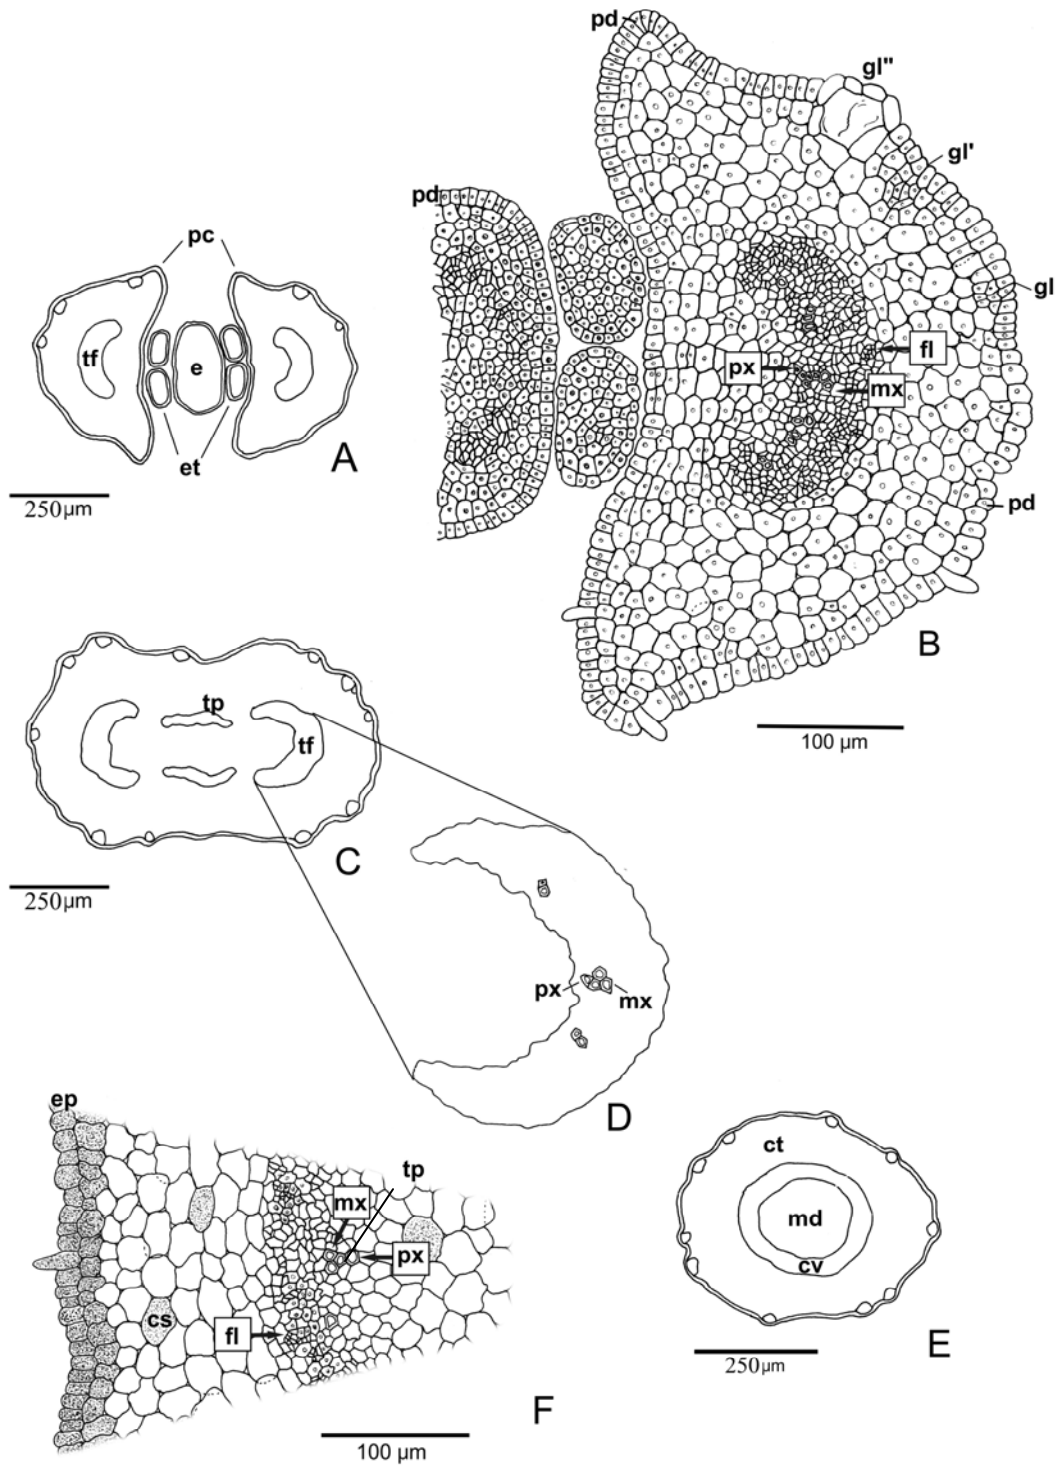 pd
gl"
gl'
pd
pc
gl
tf
e
px
fl
mx
et
A
250µm
pd
B
100 µm
tp
tf
C
250µm
px
mx
D
ep
tp
mx
px
cs
fl
F
100 µm
ct
md
cv
E
250µm